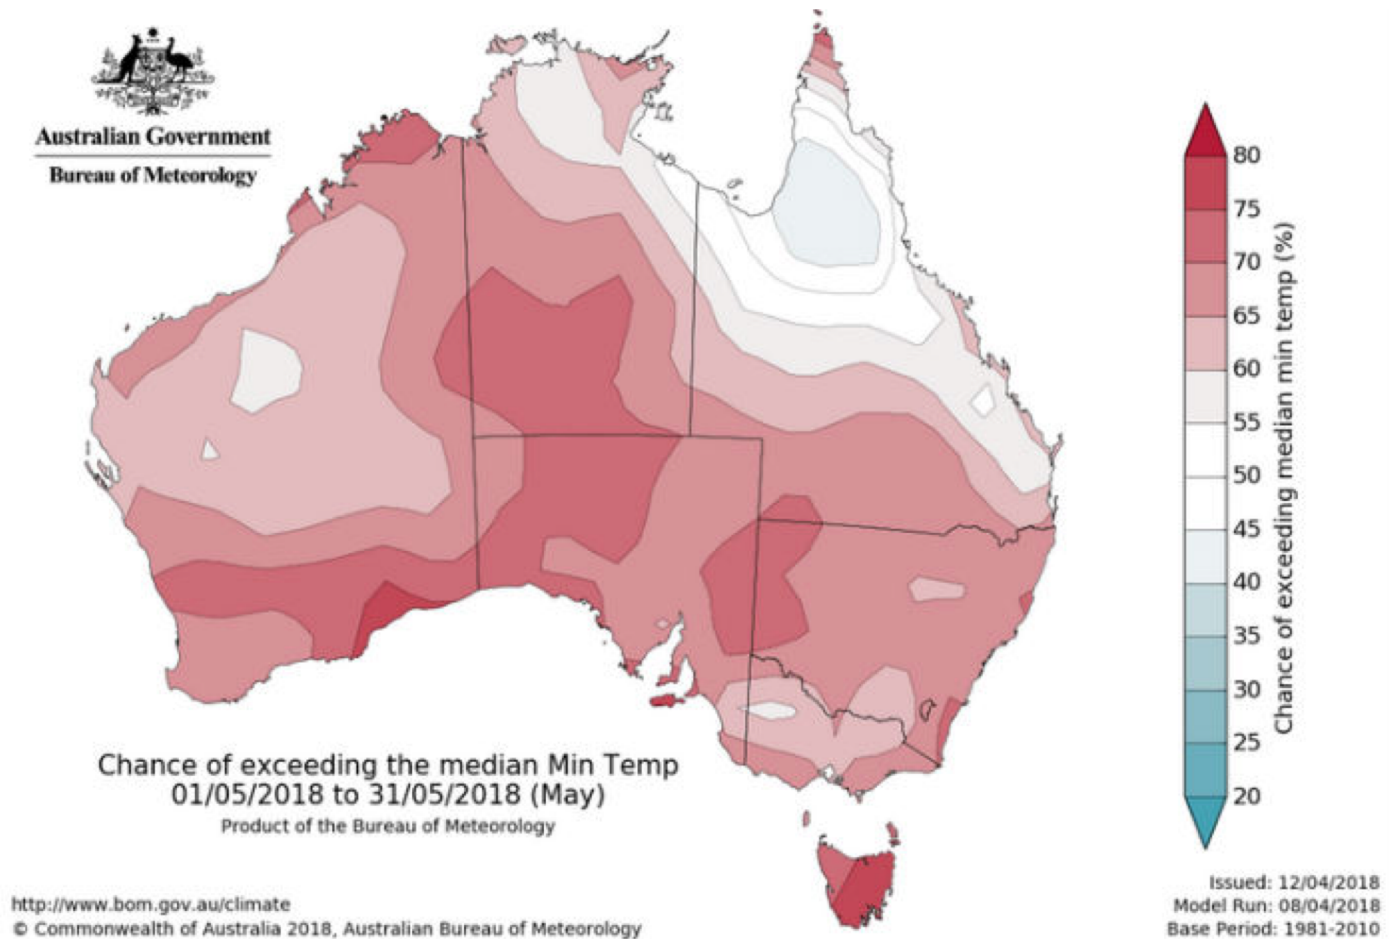 Australian Government
Bureau of Meteorology
80
75
70
65
60
55
50
45
40
35
30
25
20
Chance of exceeding median min temp (%)
Chance of exceeding the median Min Temp
01/05/2018 to 31/05/2018 (May)
Product of the Bureau of Meteorology
http://www.bom.gov.au/climate
© Commonwealth of Australia 2018, Australian Bureau of Meteorology
Issued: 12/04/2018
Model Run: 08/04/2018
Base Period: 1981-2010